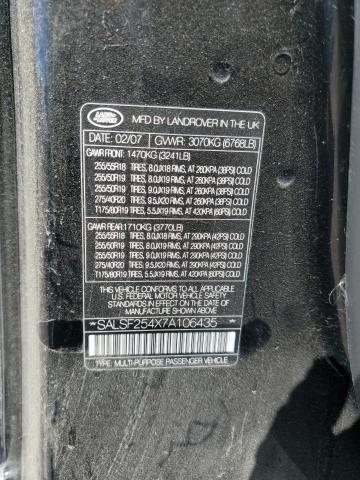 LAND ROVER
MFD BY LANDROVER IN THE UK
DATE: 02/07 GVWR: 3070KG (6768LB)
GAWR FRONT: 1470KG (3241LB)
255/55R18 TIRES, 8.0JX18 RIMS, AT 260KPA (38PSI) COLD
255/50R19 TIRES, 8.0JX19 RIMS, AT 260KPA (38PSI) COLD
255/50R19 TIRES, 9.0JX19 RIMS, AT 260KPA (38PSI) COLD
275/40R20 TIRES, 9.5JX20 RIMS, AT 260KPA (38PSI) COLD
T175/80R19 TIRES, 5.5JX19 RIMS, AT 420KPA (60PSI) COLD
GAWR REAR: 1710KG (3770LB)
255/55R18 TIRES, 8.0JX18 RIMS, AT 290KPA (42PSI) COLD
255/50R19 TIRES, 8.0JX19 RIMS, AT 290KPA (42PSI) COLD
255/50R19 TIRES, 9.0JX19 RIMS, AT 290KPA (42PSI) COLD
275/40R20 TIRES, 9.5JX20 RIMS, AT 290KPA (42PSI) COLD
T175/80R19 TIRES, 5.5JX19 RIMS, AT 420KPA (60PSI) COLD
THIS VEHICLE CONFORMS TO ALL APPLICABLE
U.S. FEDERAL MOTOR VEHICLE SAFETY
STANDARDS IN EFFECT ON THE DATE OF
MANUFACTURE SHOWN ABOVE
*SALSF254X7A106435*
TYPE: MULTI-PURPOSE PASSENGER VEHICLE